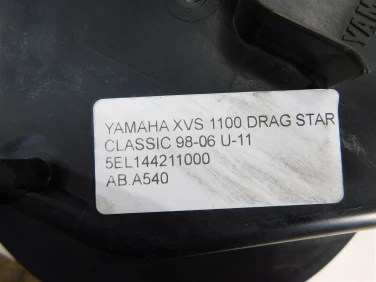 YAMAHA XVS 1100 DRAG STAR
CLASSIC 98-06 U-11
5EL144211000
AB.A540